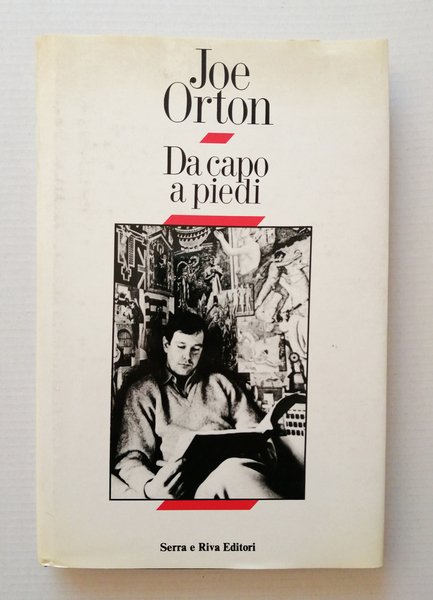 Joe
Orton
Da capo
a piedi
Serra e Riva Editori